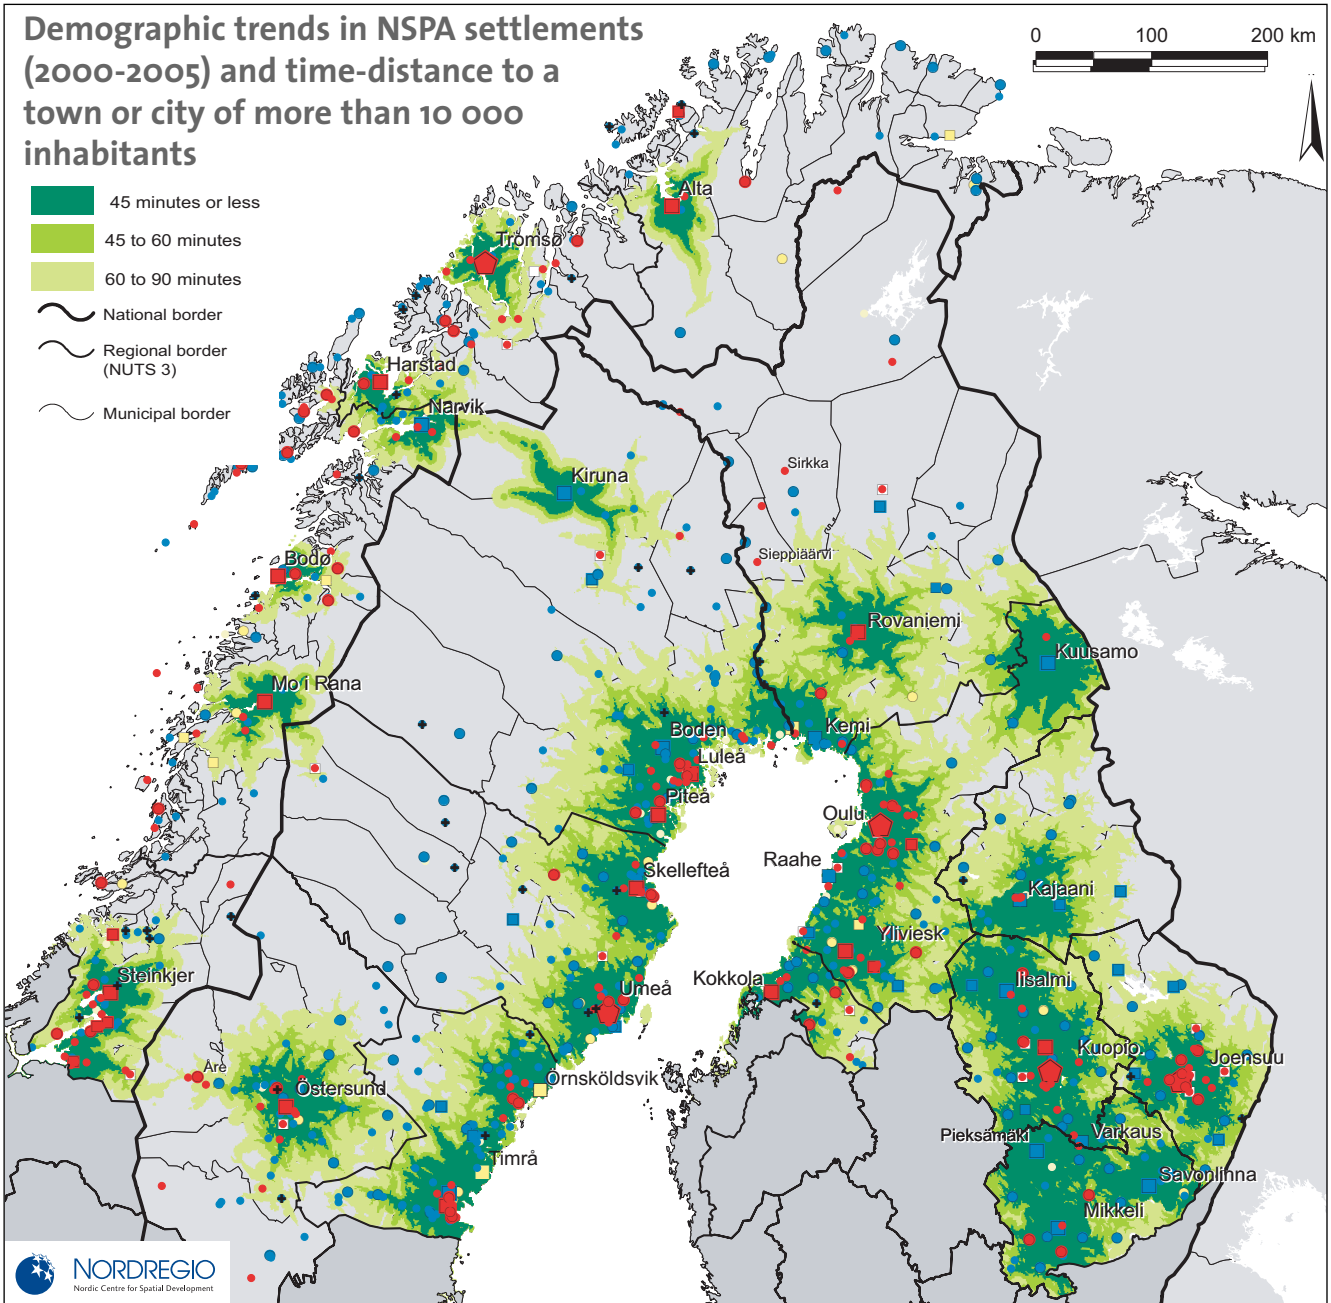 Demographic trends in NSPA settlements
(2000-2005) and time-distance to a
town or city of more than 10 000
inhabitants
0 100 200 km
45 minutes or less
45 to 60 minutes
60 to 90 minutes
National border
Regional border
(NUTS 3)
Municipal border
Alta
Tromsø
Harstad
Narvik
Kiruna
Sirkka
Sieppijärvi
Bodø
Rovaniemi
Kuusamo
Mo i Rana
Boden
Kemi
Luleå
Piteå
Oulu
Raahe
Skellefteå
Kajaani
Yliviesk
Steinkjer
Kokkola
Iisalmi
Umeå
Kuopio
Joensuu
Åre
Östersund
Örnsköldsvik
Pieksämäki
Varkaus
Timrå
Savonlinna
Mikkeli
NORDREGIO
Nordic Centre for Spatial Development